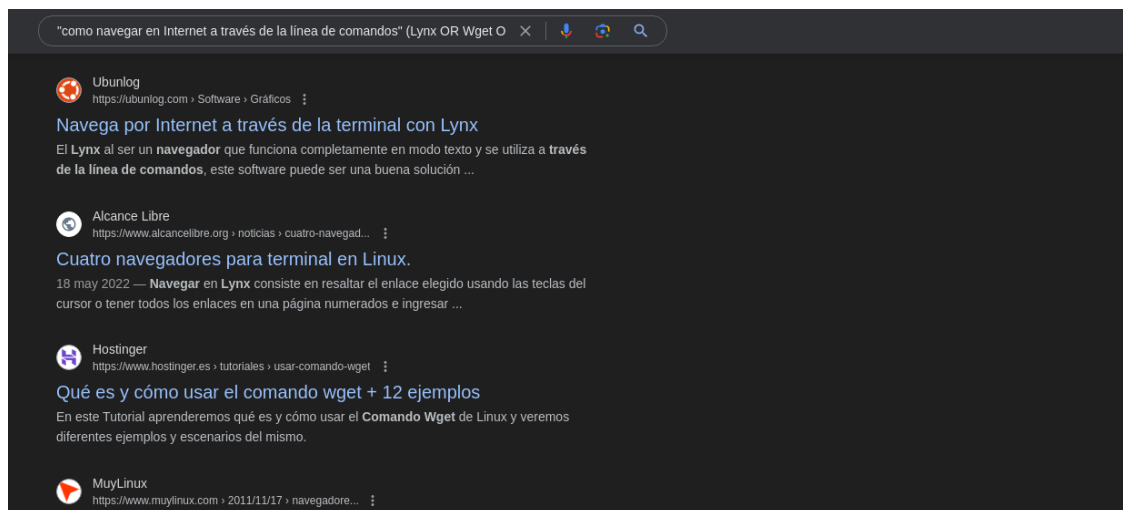 "como navegar en Internet a través de la línea de comandos" (Lynx OR Wget O
Ubunlog
https://ubunlog.com › Software › Gráficos
Navega por Internet a través de la terminal con Lynx
El Lynx al ser un navegador que funciona completamente en modo texto y se utiliza a través
de la línea de comandos, este software puede ser una buena solución ...
Alcance Libre
https://www.alcancelibre.org › noticias › cuatro-navegad...
Cuatro navegadores para terminal en Linux.
18 may 2022 — Navegar en Lynx consiste en resaltar el enlace elegido usando las teclas del
cursor o tener todos los enlaces en una página numerados e ingresar ...
Hostinger
https://www.hostinger.es › tutoriales › usar-comando-wget
Qué es y cómo usar el comando wget + 12 ejemplos
En este Tutorial aprenderemos qué es y cómo usar el Comando Wget de Linux y veremos
diferentes ejemplos y escenarios del mismo.
MuyLinux
https://www.muylinux.com › 2011/11/17 › navegadore...